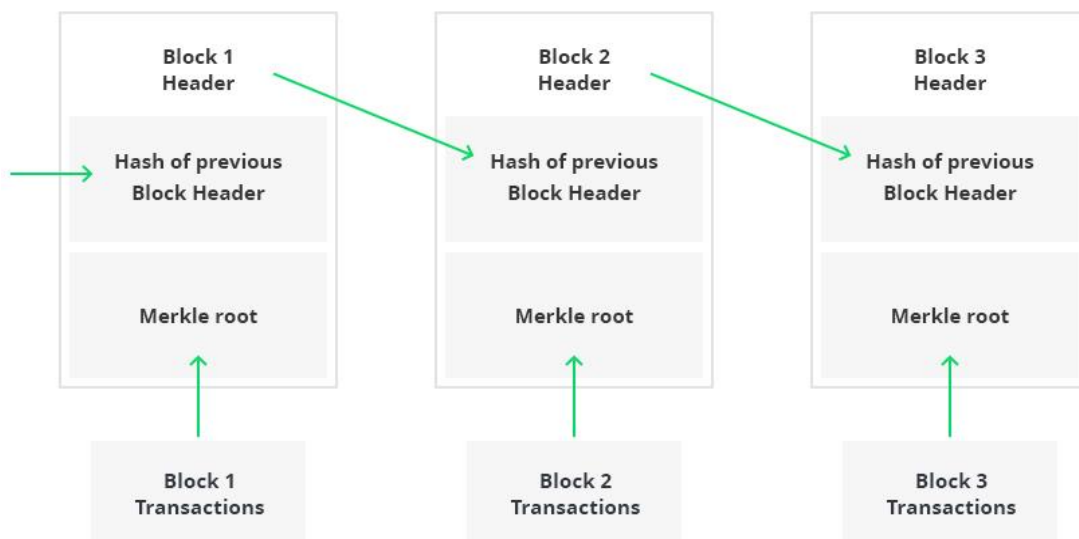 Block 1
Header
Hash of previous
Block Header
Merkle root
Block 1
Transactions
Block 2
Header
Hash of previous
Block Header
Merkle root
Block 2
Transactions
Block 3
Header
Hash of previous
Block Header
Merkle root
Block 3
Transactions